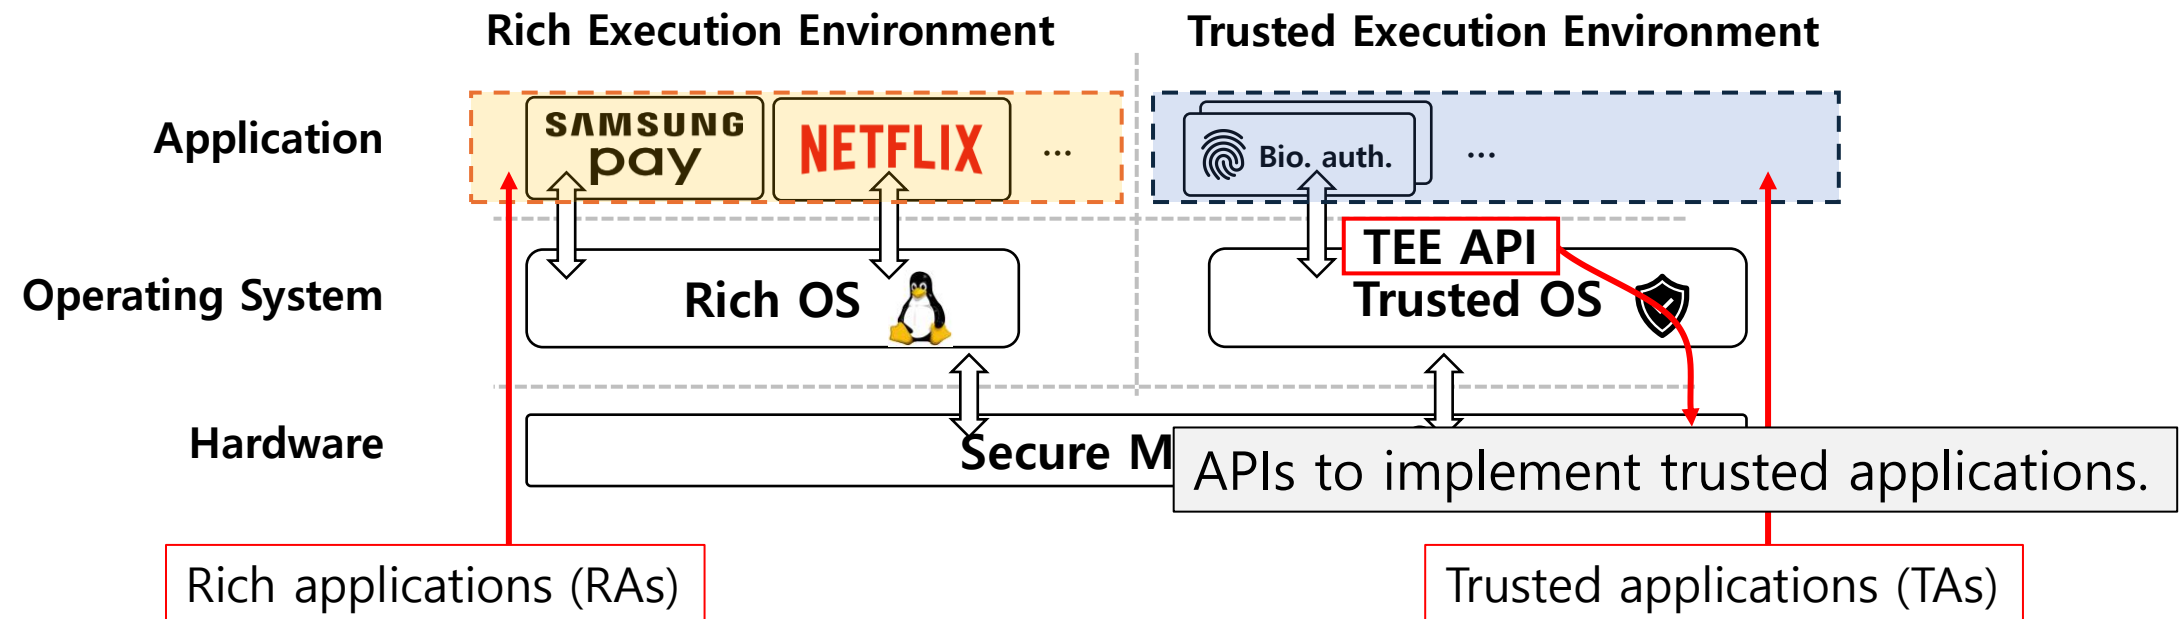 Rich Execution Environment
Trusted Execution Environment
Application
SAMSUNG
pay
NETFLIX
...
Bio. auth.
...
TEE API
Operating System
Rich OS
Trusted OS
Hardware
Secure M
APIs to implement trusted applications.
Rich applications (RAs)
Trusted applications (TAs)